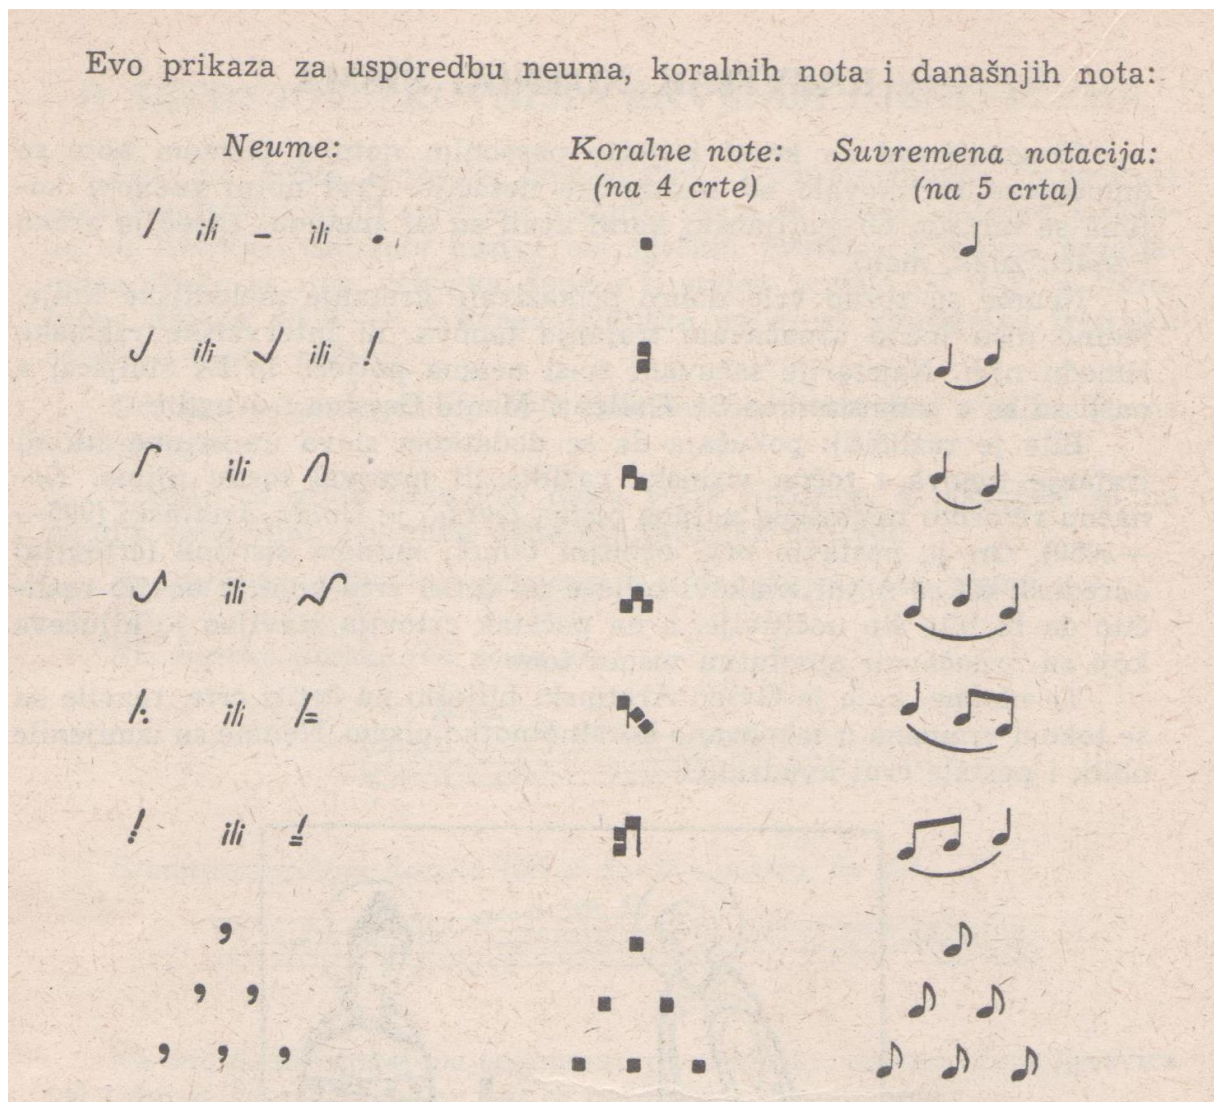 Evo prikaza za usporedbu neuma, koralnih nota i današnjih nota:
Neume: Koralne note: Suvremena notacija:
(na 4 crte) (na 5 crta)
ili ili
ili ili
ili
ili
ili
ili